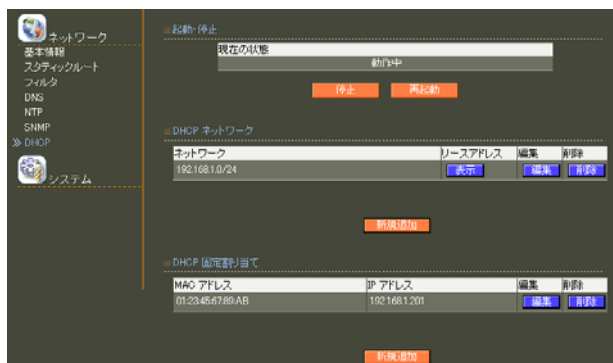 ネットワーク
基本情報
スタティックルート
フィルタ
DNS
NTP
SNMP
DHCP
システム
起動・停止
現在の状態
動作中
停止 再起動
DHCP ネットワーク
ネットワーク リースアドレス 編集 削除
192.168.1.0/24 表示 編集 削除
新規追加
DHCP 固定割り当て
MAC アドレス IP アドレス 編集 削除
01:23:45:67:89:AB 192.168.1.201 編集 削除
新規追加